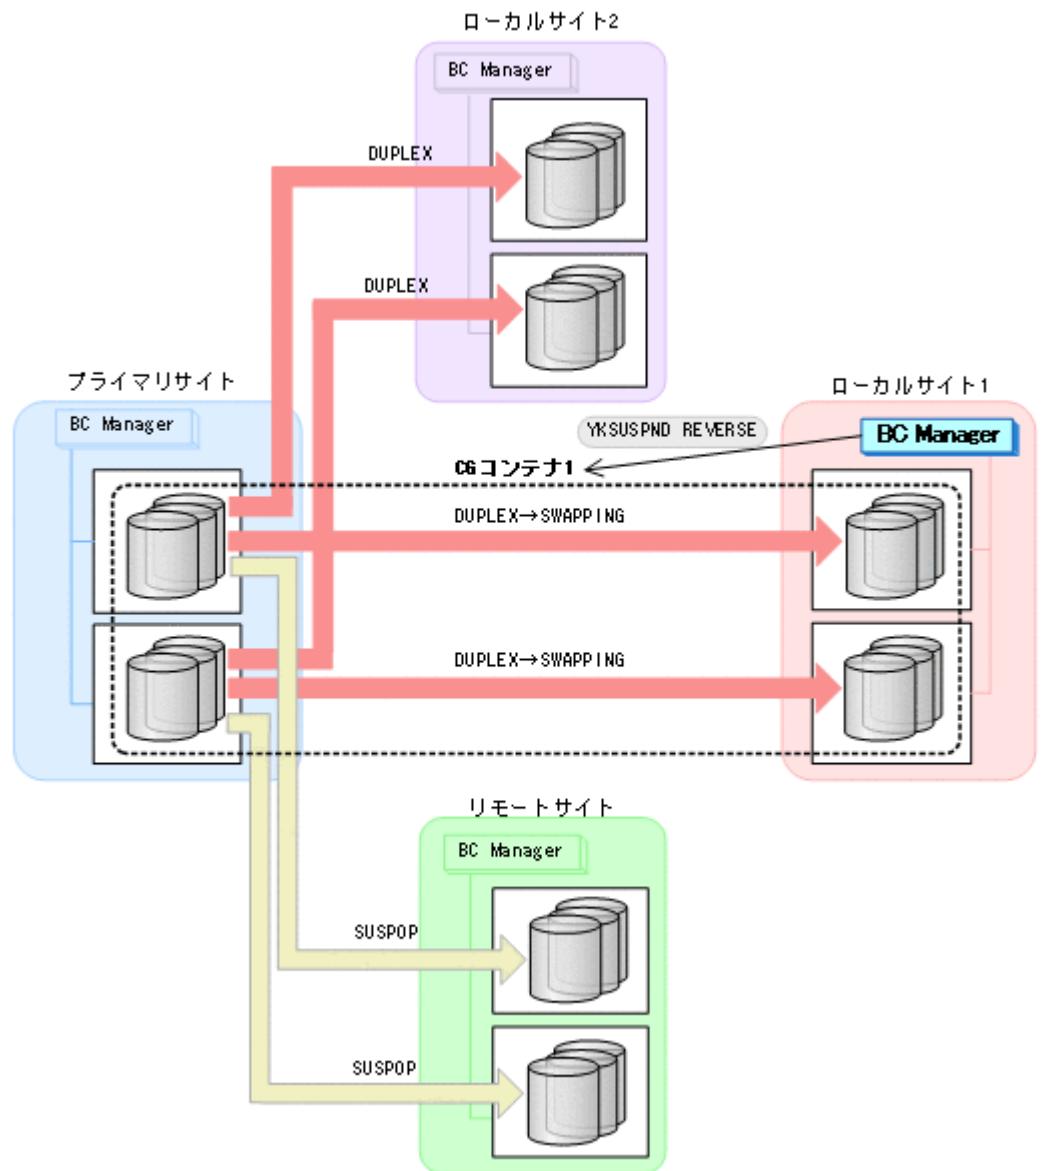 ローカルサイト2
BC Manager
DUPLEX
DUPLEX
プライマリサイト
BC Manager
ローカルサイト1
BC Manager
YKSUSPND REVERSE
CGコンテナ1
DUPLEX→SWAPPING
DUPLEX→SWAPPING
リモートサイト
BC Manager
SUSPOP
SUSPOP